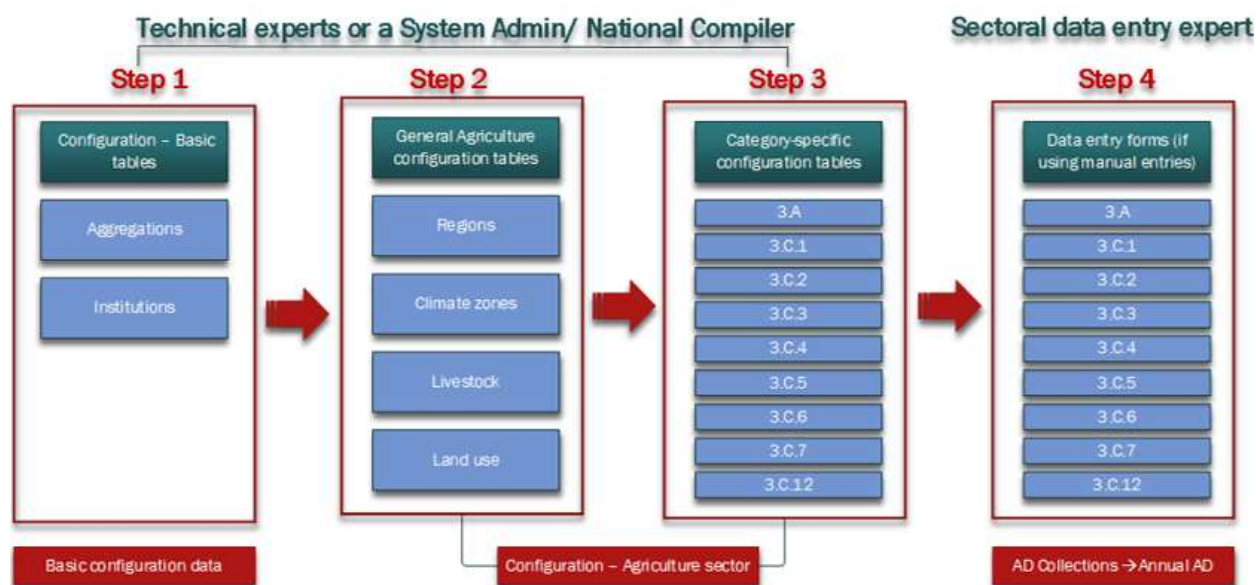 Technical experts or a System Admin/ National Compiler
Sectoral data entry expert
Step 1
Configuration – Basic
tables
Aggregations
Institutions
Basic configuration data
Step 2
General Agriculture
configuration tables
Regions
Climate zones
Livestock
Land use
Step 3
Category-specific
configuration tables
3.A
3.C.1
3.C.2
3.C.3
3.C.4
3.C.5
3.C.6
3.C.7
3.C.12
Configuration – Agriculture sector
Step 4
Data entry forms (if
using manual entries)
3.A
3.C.1
3.C.2
3.C.3
3.C.4
3.C.5
3.C.6
3.C.7
3.C.12
AD Collections →Annual AD